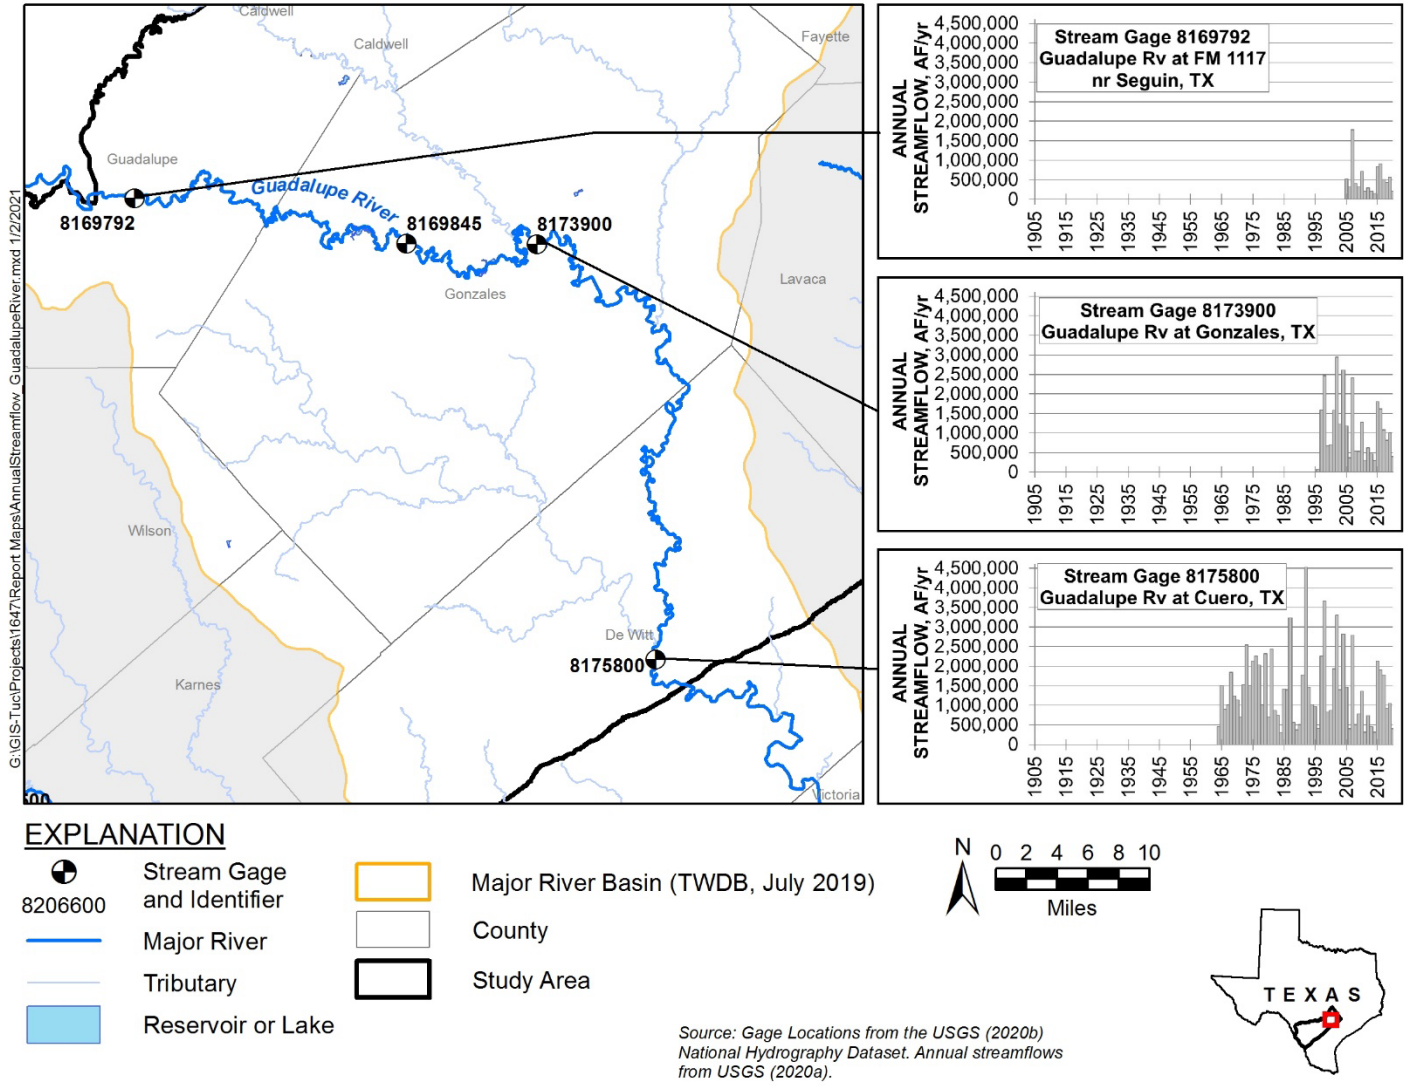 G:\GIS-Tuc\Projects\1647\Report Maps\AnnualStreamflow_GuadalupeRiver.mxd 1/2/2021
Caldwell
Caldwell
Fayette
Guadalupe
Guadalupe River
8169792
8169845
8173900
Gonzales
Lavaca
Wilson
De Witt
8175800
Karnes
Victoria
ANNUAL
STREAMFLOW, AF/yr
4,500,000
4,000,000
3,500,000
3,000,000
2,500,000
2,000,000
1,500,000
1,000,000
500,000
0
Stream Gage 8169792
Guadalupe Rv at FM 1117
nr Seguin, TX
1905 1915 1925 1935 1945 1955 1965 1975 1985 1995 2005 2015
ANNUAL
STREAMFLOW, AF/yr
4,500,000
4,000,000
3,500,000
3,000,000
2,500,000
2,000,000
1,500,000
1,000,000
500,000
0
Stream Gage 8173900
Guadalupe Rv at Gonzales, TX
1905 1915 1925 1935 1945 1955 1965 1975 1985 1995 2005 2015
ANNUAL
STREAMFLOW, AF/yr
4,500,000
4,000,000
3,500,000
3,000,000
2,500,000
2,000,000
1,500,000
1,000,000
500,000
0
Stream Gage 8175800
Guadalupe Rv at Cuero, TX
1905 1915 1925 1935 1945 1955 1965 1975 1985 1995 2005 2015
EXPLANATION
8206600
Stream Gage
and Identifier
Major River
Tributary
Reservoir or Lake
Major River Basin (TWDB, July 2019)
County
Study Area
N
0 2 4 6 8 10
Miles
TEXAS
Source: Gage Locations from the USGS (2020b)
National Hydrography Dataset. Annual streamflows
from USGS (2020a).